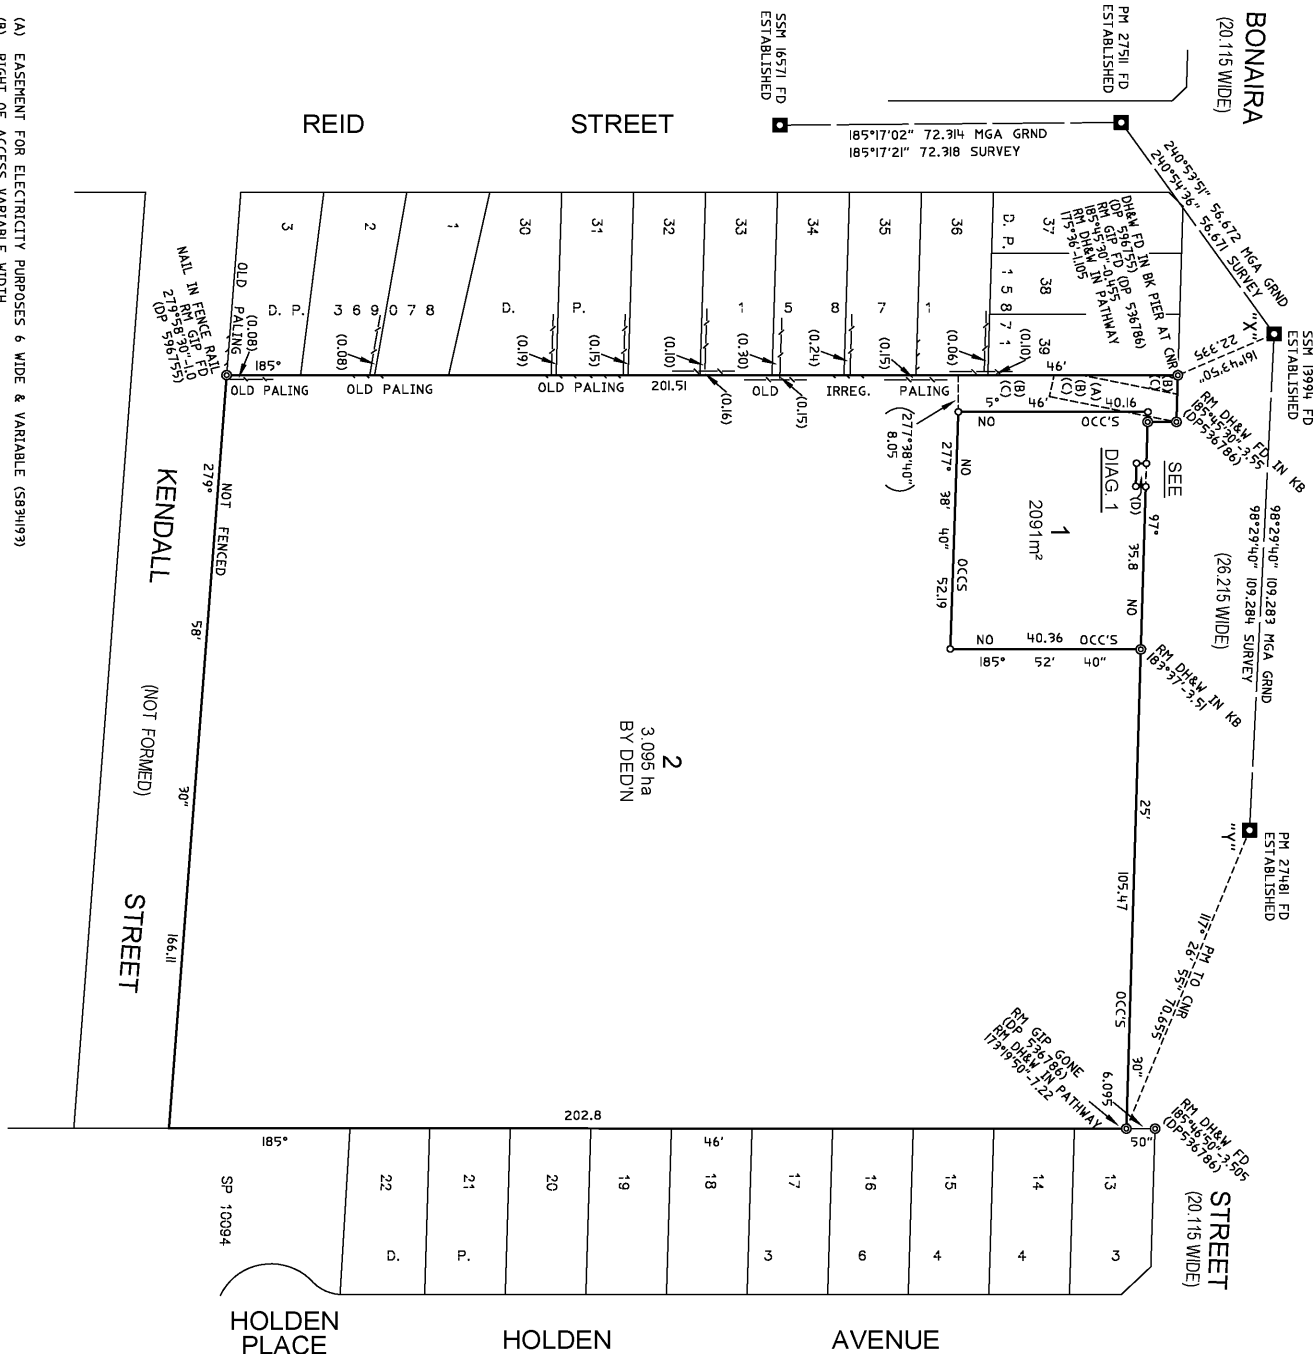 BONAIRA
(20.115 WIDE)
PM 27511 FD
ESTABLISHED
SSM 16571 FD
ESTABLISHED
SSM 13994 FD
ESTABLISHED
REID STREET
185°17'02" 72.314 MGA GRND
185°17'21" 72.318 SURVEY
240°53'51" 56.672 MGA GRND
240°54'36" 56.671 SURVEY
"X"
22.335
161°43'50"
DH&W FD IN BK PIER AT CNR
(DP 596755)
RM GIP FD (DP 536786)
185°45'30"-0.455
RM DH&W IN PATHWAY
175°36'-1.105
RM DH&W FD IN KB
185°45'30"-3.55
(DP536786)
98°29'40" 109.283 MGA GRND
98°29'40" 109.284 SURVEY
(26.215 WIDE)
PM 27481 FD
ESTABLISHED
"Y"
PM TO CNR
117° 26' 55" 70.655
3
2
1
30
31
32
33
34
35
36
37
38
39
D. P. 369078
D. P. 15871
D. P. 15871
OLD PALING
(0.08)
(0.08)
(0.19)
(0.15)
(0.10)
(0.30)
(0.24)
(0.15)
(0.06)
(0.10)
(0.16)
(0.15)
NAIL IN FENCE RAIL
RM GIP FD
279°58'30"-1.0
(DP 596755)
185° 201.51 46'
OLD PALING OLD PALING OLD PALING OLD IRREG. PALING
(B)
(C)
(A)
(B)
(C)
(B)
(C)
5° 46' 40.16
NO OCC'S
(277°38'40")
8.05
SEE
DIAG. 1
(D)
1
2091m²
NO OCCS
277° 38' 40" 52.19
97° 35.8 NO
NO 40.36 OCC'S
185° 52' 40"
RM DH&W IN KB
183°37'-3.51
25'
105.47
OCC'S
30"
2
3.095 ha
BY DED'N
NOT FENCED
279° 58' 30" 166.11
KENDALL STREET
(NOT FORMED)
RM GIP GONE
(DP 536786)
RM DH&W IN PATHWAY
173°19'50"-7.22
6.095
RM DH&W FD
185°46'50"-3.505
(DP536786)
202.8
185° 46' 50"
STREET
(20.115 WIDE)
SP 10094
22
21
20
19
18
17
16
15
14
13
D. P. 36443
HOLDEN
PLACE
HOLDEN AVENUE
(A) EASEMENT FOR ELECTRICITY PURPOSES 6 WIDE & VARIABLE (S834193)
(B) RIGHT OF ACCESS VARIABLE WIDTH